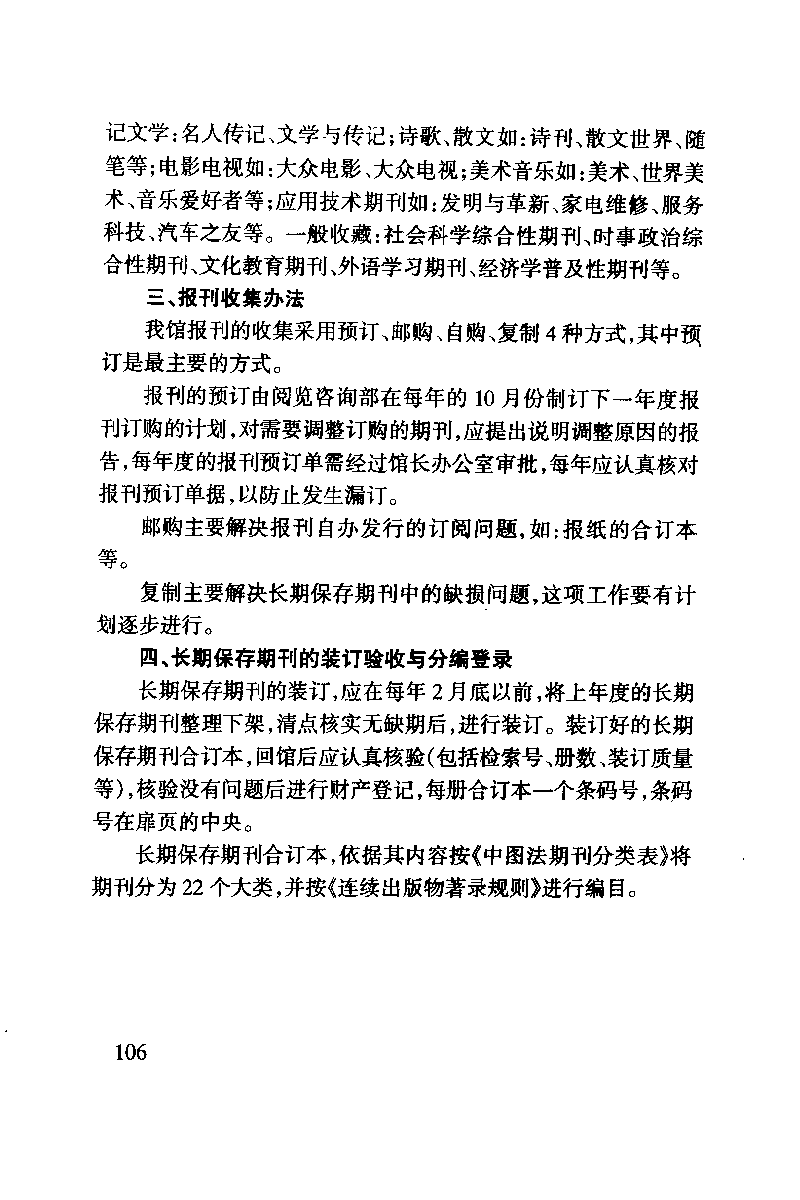 记文学:名人传记、文学与传记;诗歌、散文如:诗刊、散文世界、随
笔等;电影电视如:大众电影、大众电视;美术音乐如:美术、世界美
术、音乐爱好者等;应用技术期刊如:发明与革新、家电维修、服务
科技、汽车之友等。一般收藏:社会科学综合性期刊、时事政治综
合性期刊、文化教育期刊、外语学习期刊、经济学普及性期刊等。
三、报刊收集办法
我馆报刊的收集采用预订、邮购、自购、复制 4 种方式,其中预
订是最主要的方式。
报刊的预订由阅览咨询部在每年的 10 月份制订下一年度报
刊订购的计划,对需要调整订购的期刊,应提出说明调整原因的报
告,每年度的报刊预订单需经过馆长办公室审批,每年应认真核对
报刊预订单据,以防止发生漏订。
邮购主要解决报刊自办发行的订阅问题,如:报纸的合订本
等。
复制主要解决长期保存期刊中的缺损问题,这项工作要有计
划逐步进行。
四、长期保存期刊的装订验收与分编登录
长期保存期刊的装订,应在每年 2 月底以前,将上年度的长期
保存期刊整理下架,清点核实无缺期后,进行装订。装订好的长期
保存期刊合订本,回馆后应认真核验(包括检索号、册数、装订质量
等),核验没有问题后进行财产登记,每册合订本一个条码号,条码
号在扉页的中央。
长期保存期刊合订本,依据其内容按《中图法期刊分类表》将
期刊分为 22 个大类,并按《连续出版物著录规则》进行编目。
106